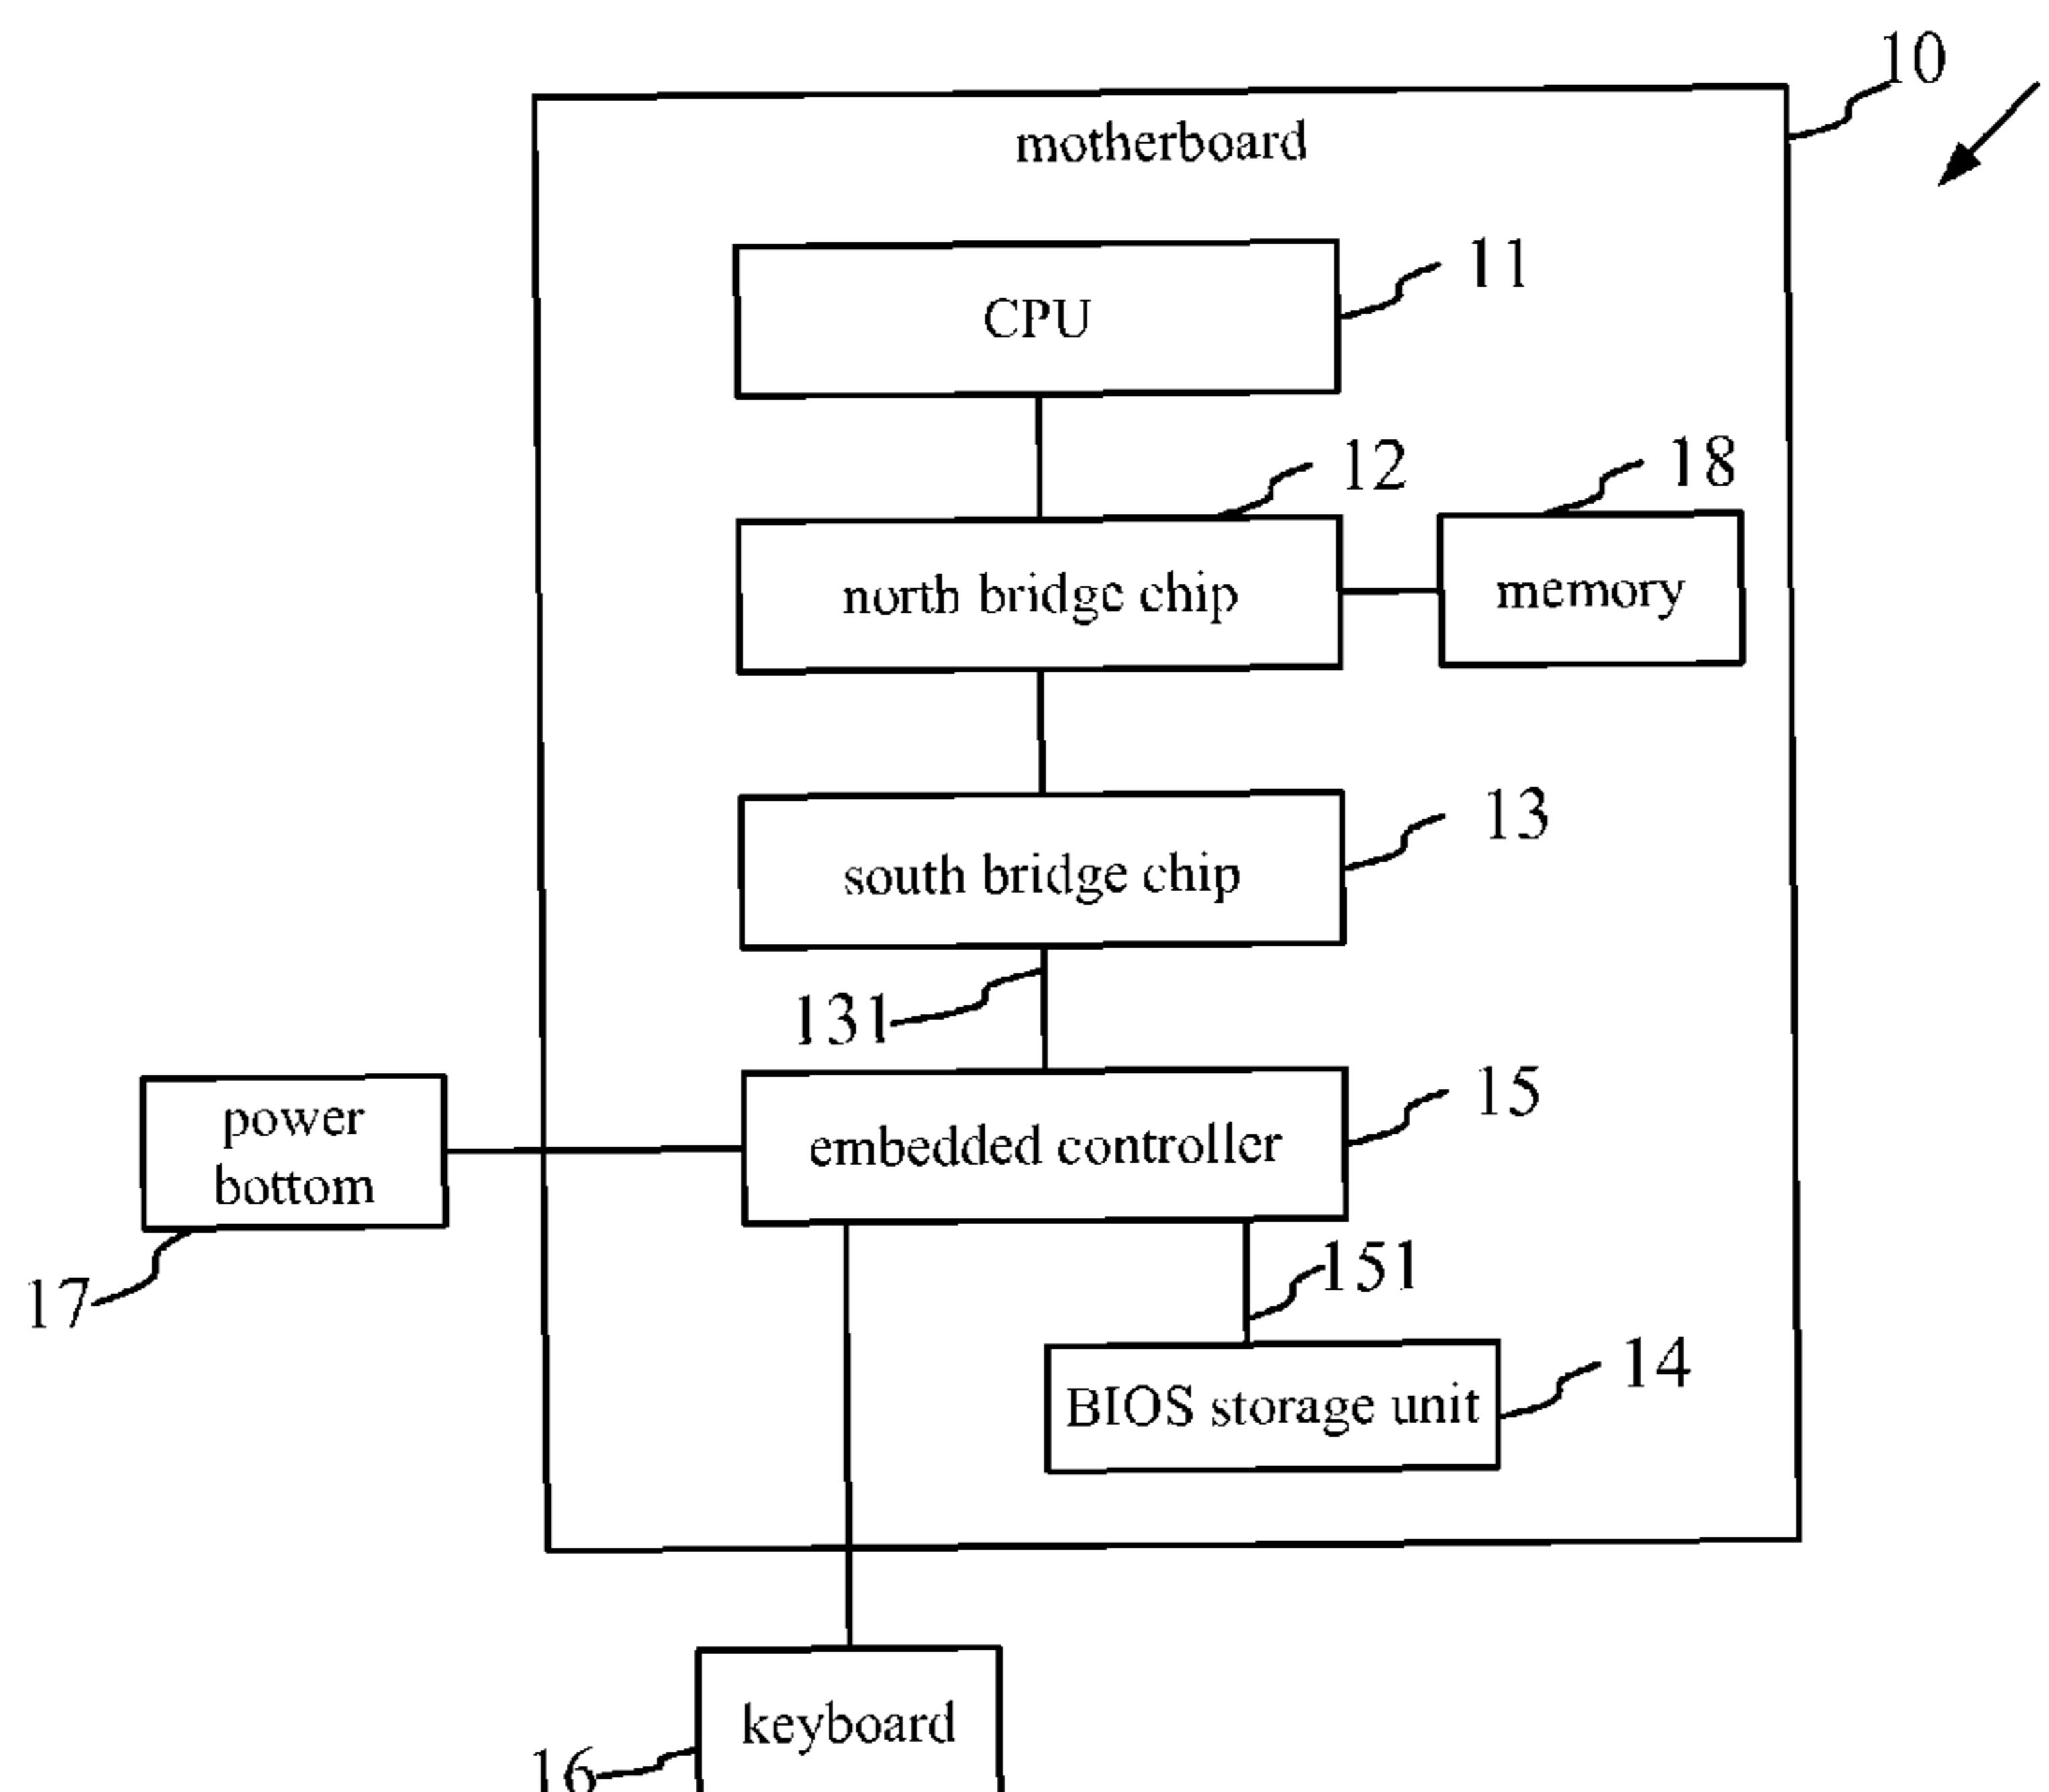 10
motherboard
11
CPU
12
18
north bridge chip
memory
13
south bridge chip
131
15
power
bottom
embedded controller
17
151
14
BIOS storage unit
keyboard
16